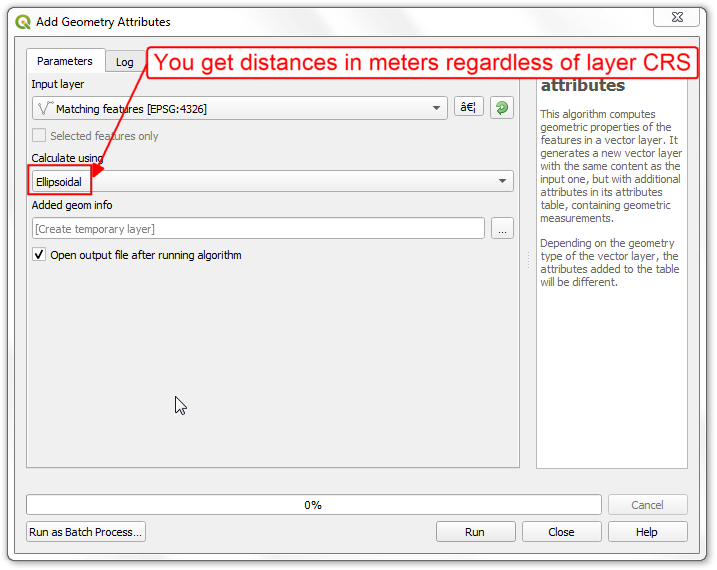 Add Geometry Attributes
Parameters
Log
You get distances in meters regardless of layer CRS
Input layer
Matching features [EPSG:4326]
â€¦
Selected features only
Calculate using
Ellipsoidal
Added geom info
[Create temporary layer]
...
Open output file after running algorithm
attributes
This algorithm computes
geometric properties of the
features in a vector layer. It
generates a new vector layer
with the same content as the
input one, but with additional
attributes in its attributes
table, containing geometric
measurements.
Depending on the geometry
type of the vector layer, the
attributes added to the table
will be different.
0%
Cancel
Run as Batch Process...
Run
Close
Help